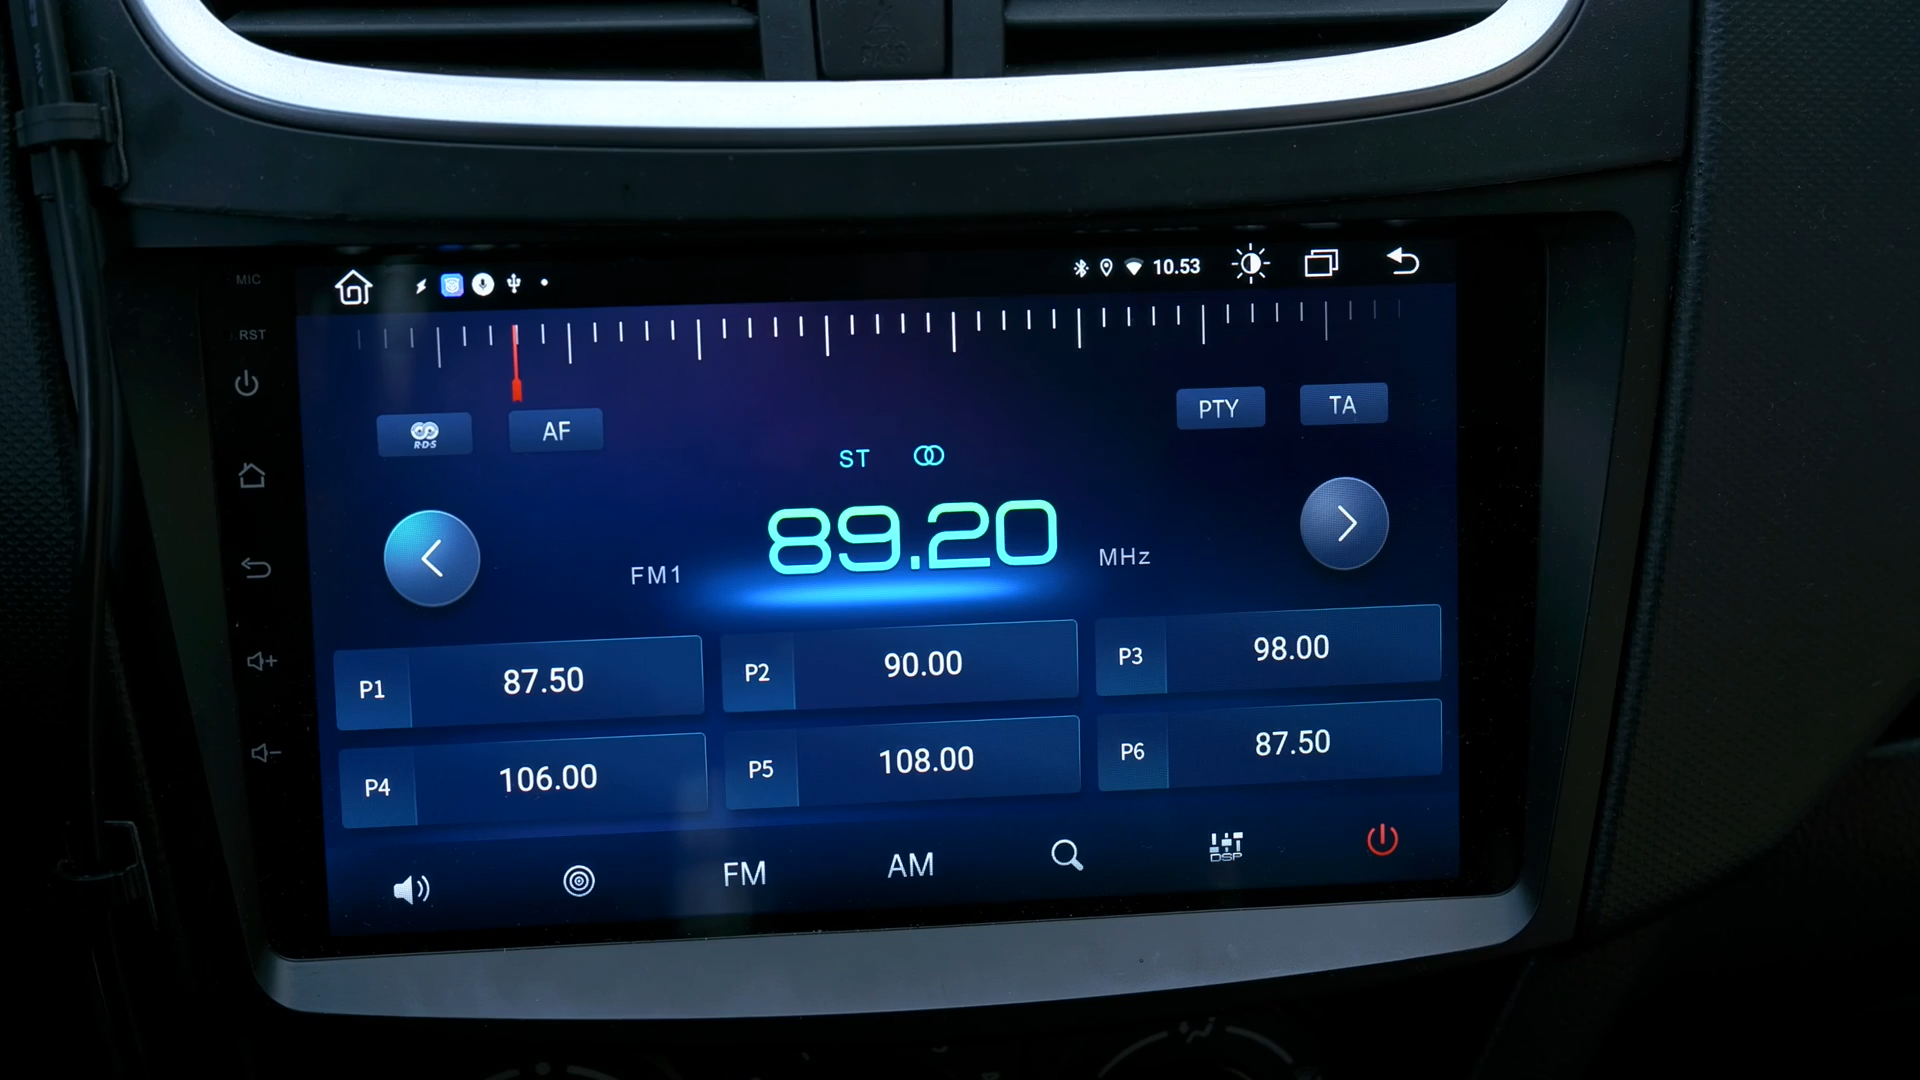 MIC
10.53
RST
R·D·S
AF
PTY
TA
ST
89.20
FM1
MHz
P1
87.50
P2
90.00
P3
98.00
P4
106.00
P5
108.00
P6
87.50
FM
AM
DSP